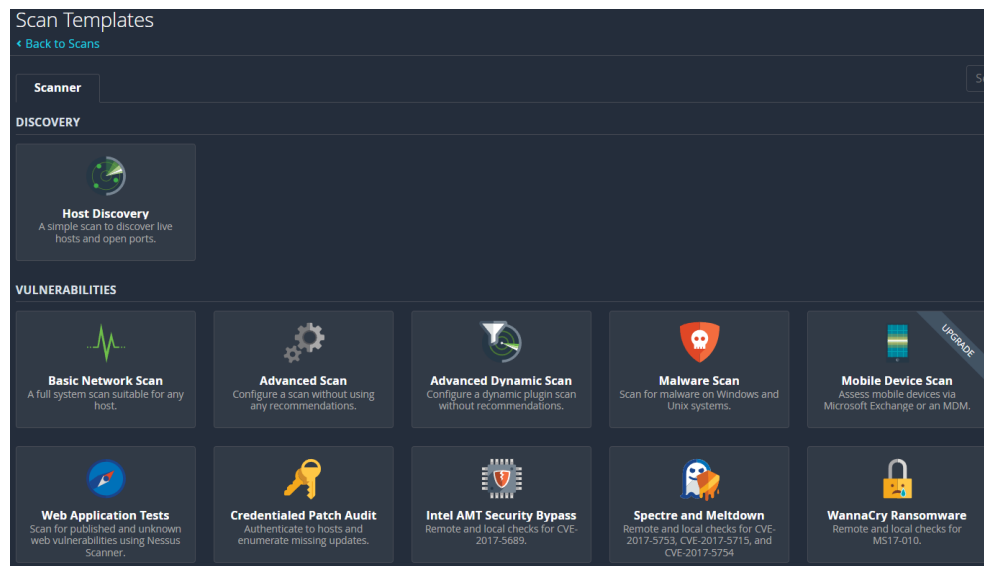 Scan Templates
‹ Back to Scans
Scanner
DISCOVERY
Host Discovery
A simple scan to discover live
hosts and open ports.
VULNERABILITIES
Basic Network Scan
A full system scan suitable for any
host.
Advanced Scan
Configure a scan without using
any recommendations.
Advanced Dynamic Scan
Configure a dynamic plugin scan
without recommendations.
Malware Scan
Scan for malware on Windows and
Unix systems.
UPGRADE
Mobile Device Scan
Assess mobile devices via
Microsoft Exchange or an MDM.
Web Application Tests
Scan for published and unknown
web vulnerabilities using Nessus
Scanner.
Credentialed Patch Audit
Authenticate to hosts and
enumerate missing updates.
Intel AMT Security Bypass
Remote and local checks for CVE-
2017-5689.
Spectre and Meltdown
Remote and local checks for CVE-
2017-5753, CVE-2017-5715, and
CVE-2017-5754
WannaCry Ransomware
Remote and local checks for
MS17-010.